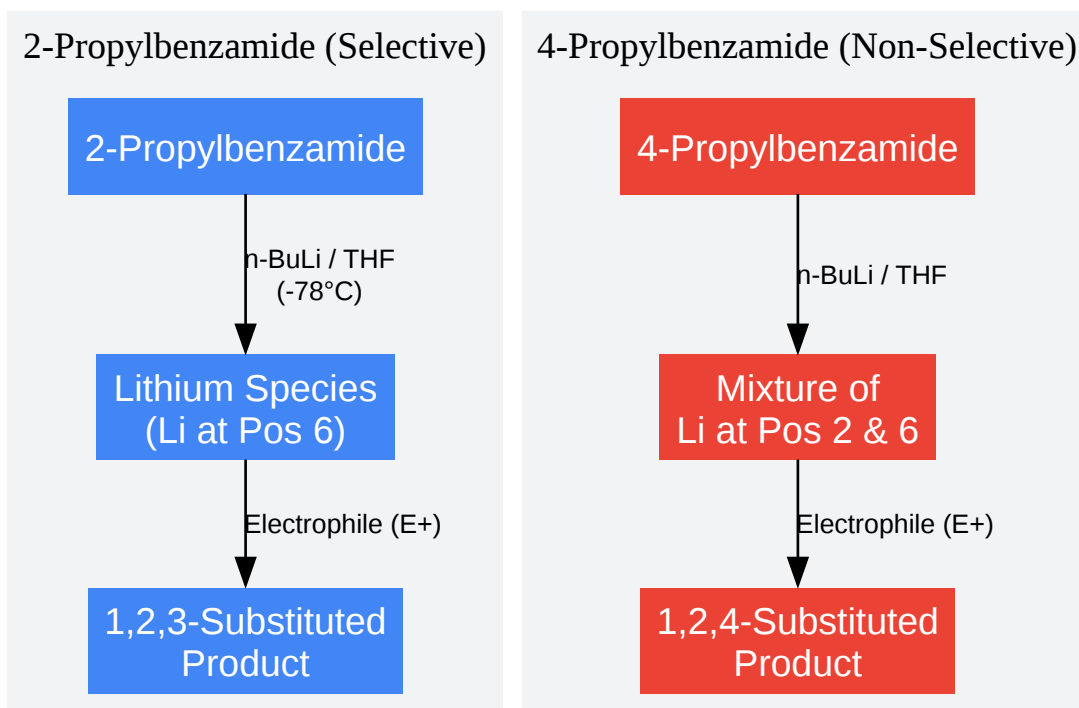 2-Propylbenzamide (Selective)
2-Propylbenzamide
n-BuLi / THF
(-78°C)
Lithium Species
(Li at Pos 6)
Electrophile (E+)
1,2,3-Substituted
Product
4-Propylbenzamide (Non-Selective)
4-Propylbenzamide
n-BuLi / THF
Mixture of
Li at Pos 2 & 6
Electrophile (E+)
1,2,4-Substituted
Product